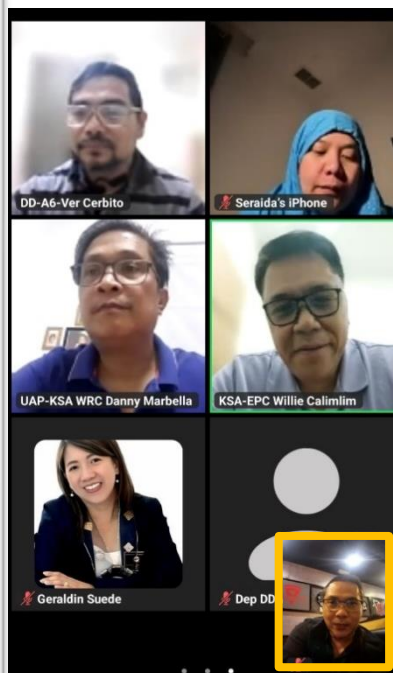 DD-A6-Ver Cerbito
Seraida's iPhone
UAP-KSA WRC Danny Marbella
KSA-EPC Willie Calimlim
Geraldin Suede
Dep DD